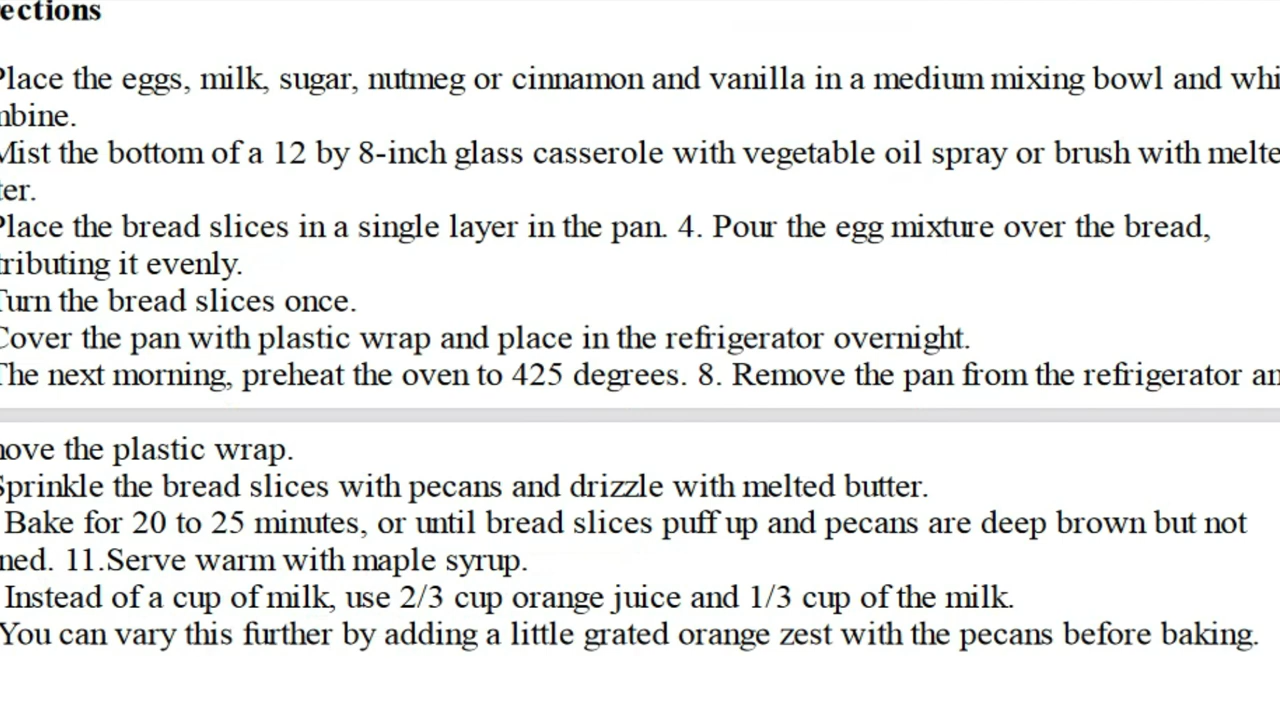 ections
Place the eggs, milk, sugar, nutmeg or cinnamon and vanilla in a medium mixing bowl and whi
nbine.
Mist the bottom of a 12 by 8-inch glass casserole with vegetable oil spray or brush with melte
ter.
Place the bread slices in a single layer in the pan. 4. Pour the egg mixture over the bread,
tributing it evenly.
Turn the bread slices once.
Cover the pan with plastic wrap and place in the refrigerator overnight.
The next morning, preheat the oven to 425 degrees. 8. Remove the pan from the refrigerator an
nove the plastic wrap.
Sprinkle the bread slices with pecans and drizzle with melted butter.
Bake for 20 to 25 minutes, or until bread slices puff up and pecans are deep brown but not
ned. 11.Serve warm with maple syrup.
Instead of a cup of milk, use 2/3 cup orange juice and 1/3 cup of the milk.
You can vary this further by adding a little grated orange zest with the pecans before baking.